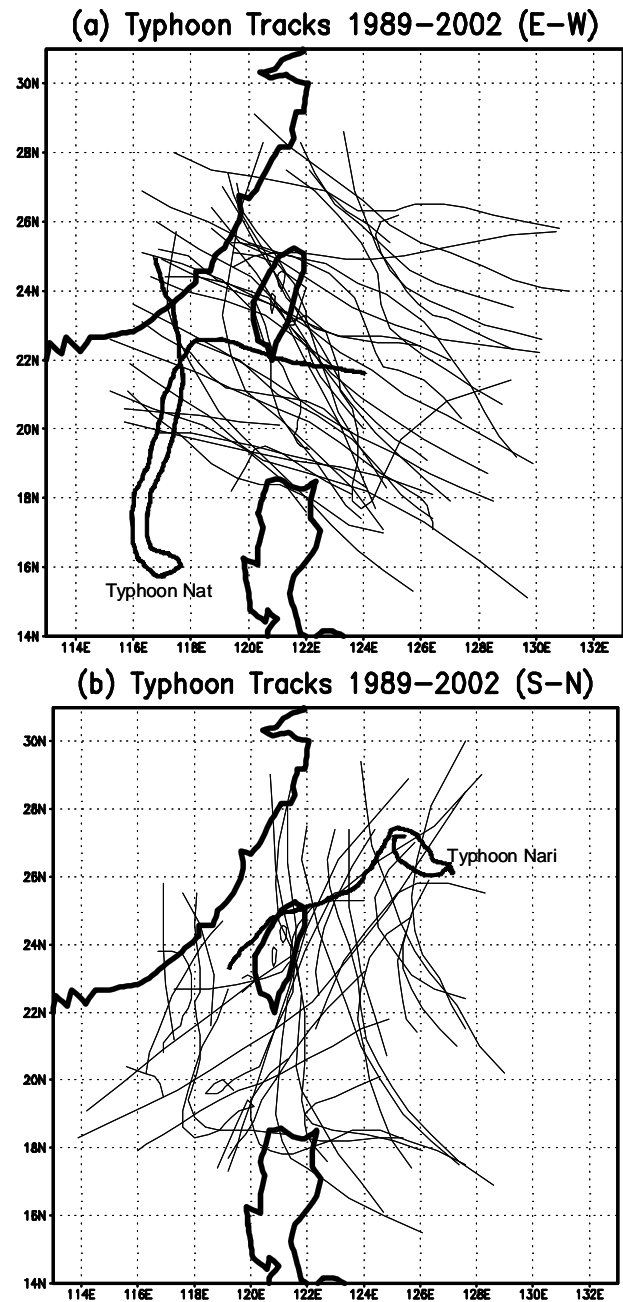 (a) Typhoon Tracks 1989-2002 (E-W)
30N
28N
26N
24N
22N
20N
18N
16N
Typhoon Nat
14N
114E 116E 118E 120E 122E 124E 126E 128E 130E 132E
(b) Typhoon Tracks 1989-2002 (S-N)
30N
28N
Typhoon Nari
26N
24N
22N
20N
18N
16N
14N
114E 116E 118E 120E 122E 124E 126E 128E 130E 132E